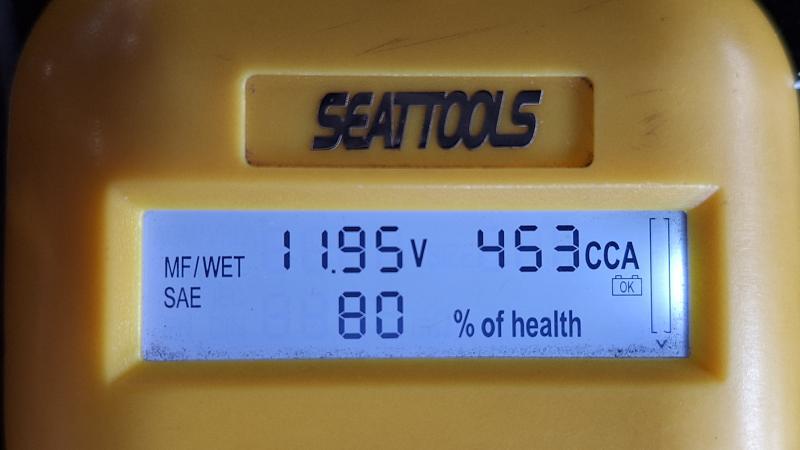 SEATTOOLS
MF/WET 11.95V 453CCA
SAE OK
80 % of health